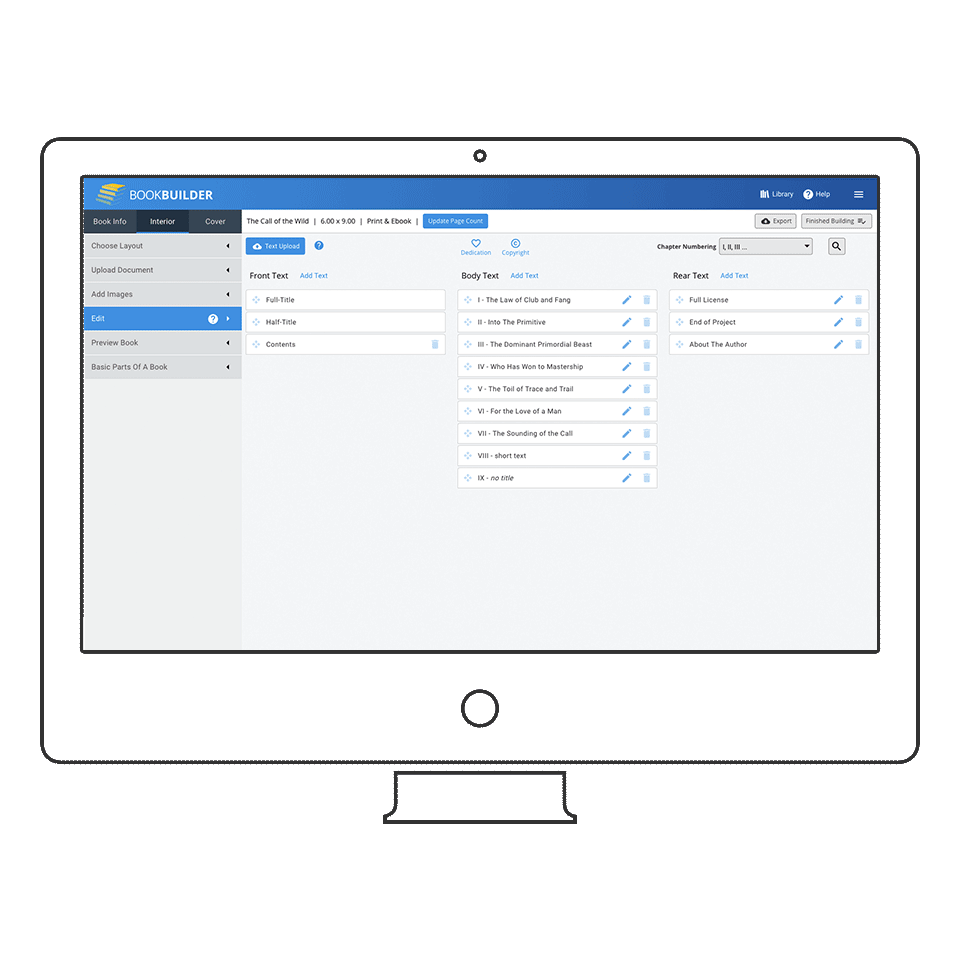 BOOKBUILDER
Library Help
Book Info Interior Cover
The Call of the Wild | 6.00 x 9.00 | Print & Ebook | Update Page Count
Export Finished Building
Choose Layout
Upload Document
Add Images
Edit ?
Preview Book
Basic Parts Of A Book
Text Upload ?
Dedication
Copyright
Chapter Numbering I, II, III ...
Front Text Add Text
Full-Title
Half-Title
Contents
Body Text Add Text
I - The Law of Club and Fang
II - Into The Primitive
III - The Dominant Primordial Beast
IV - Who Has Won to Mastership
V - The Toil of Trace and Trail
VI - For the Love of a Man
VII - The Sounding of the Call
VIII - short text
IX - no title
Rear Text Add Text
Full License
End of Project
About The Author